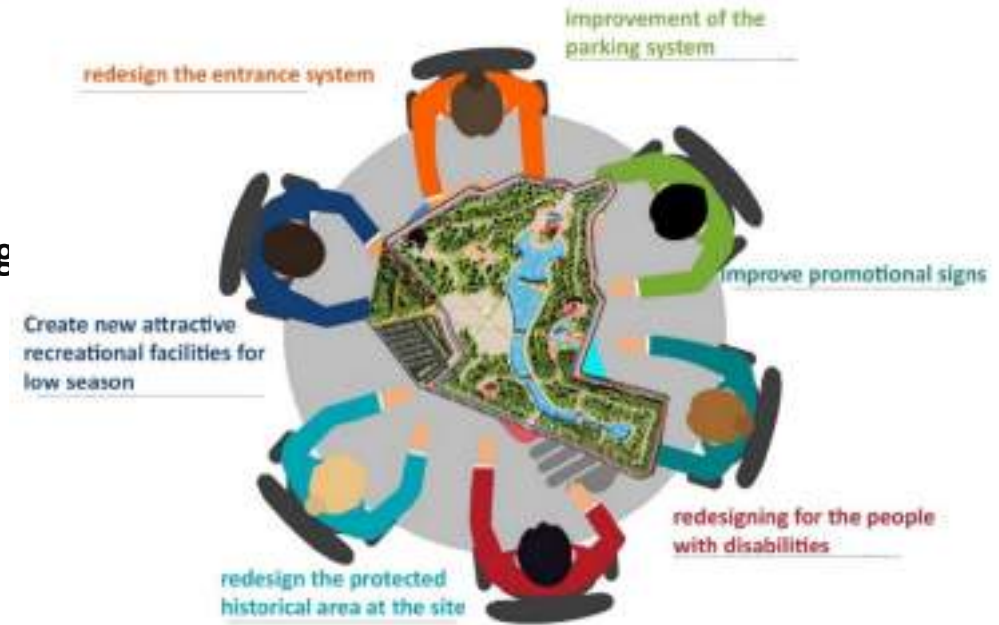 improvement of the
parking system
redesign the entrance system
improve promotional signs
Create new attractive
recreational facilities for
low season
redesigning for the people
with disabilities
redesign the protected
historical area at the site